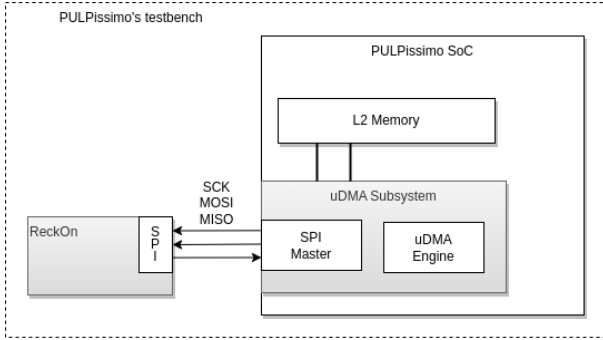 PULPissimo's testbench
PULPissimo SoC
L2 Memory
uDMA Subsystem
SCK
MOSI
MISO
ReckOn
S
P
I
SPI
Master
uDMA
Engine